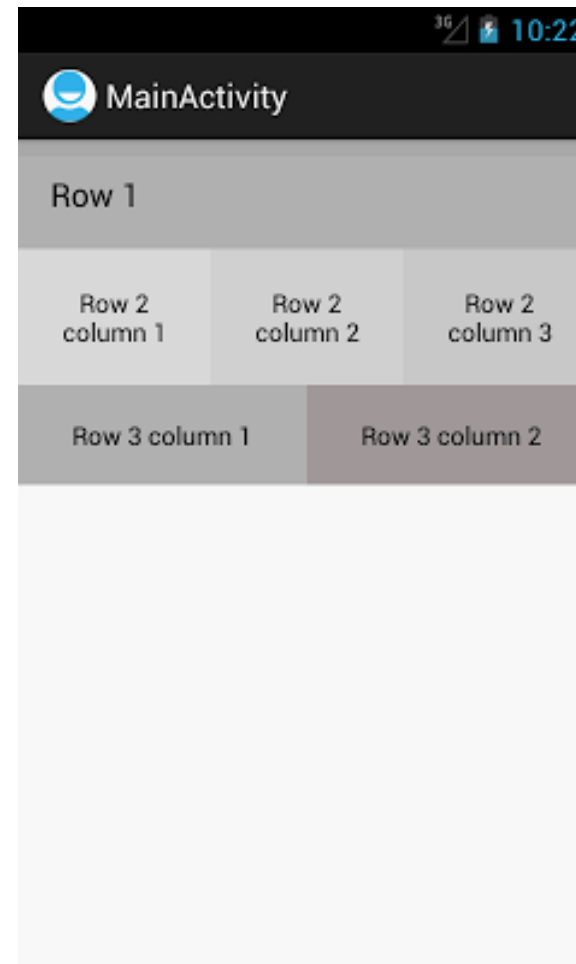 3G 10:22
MainActivity
Row 1
Row 2
column 1
Row 2
column 2
Row 2
column 3
Row 3 column 1
Row 3 column 2